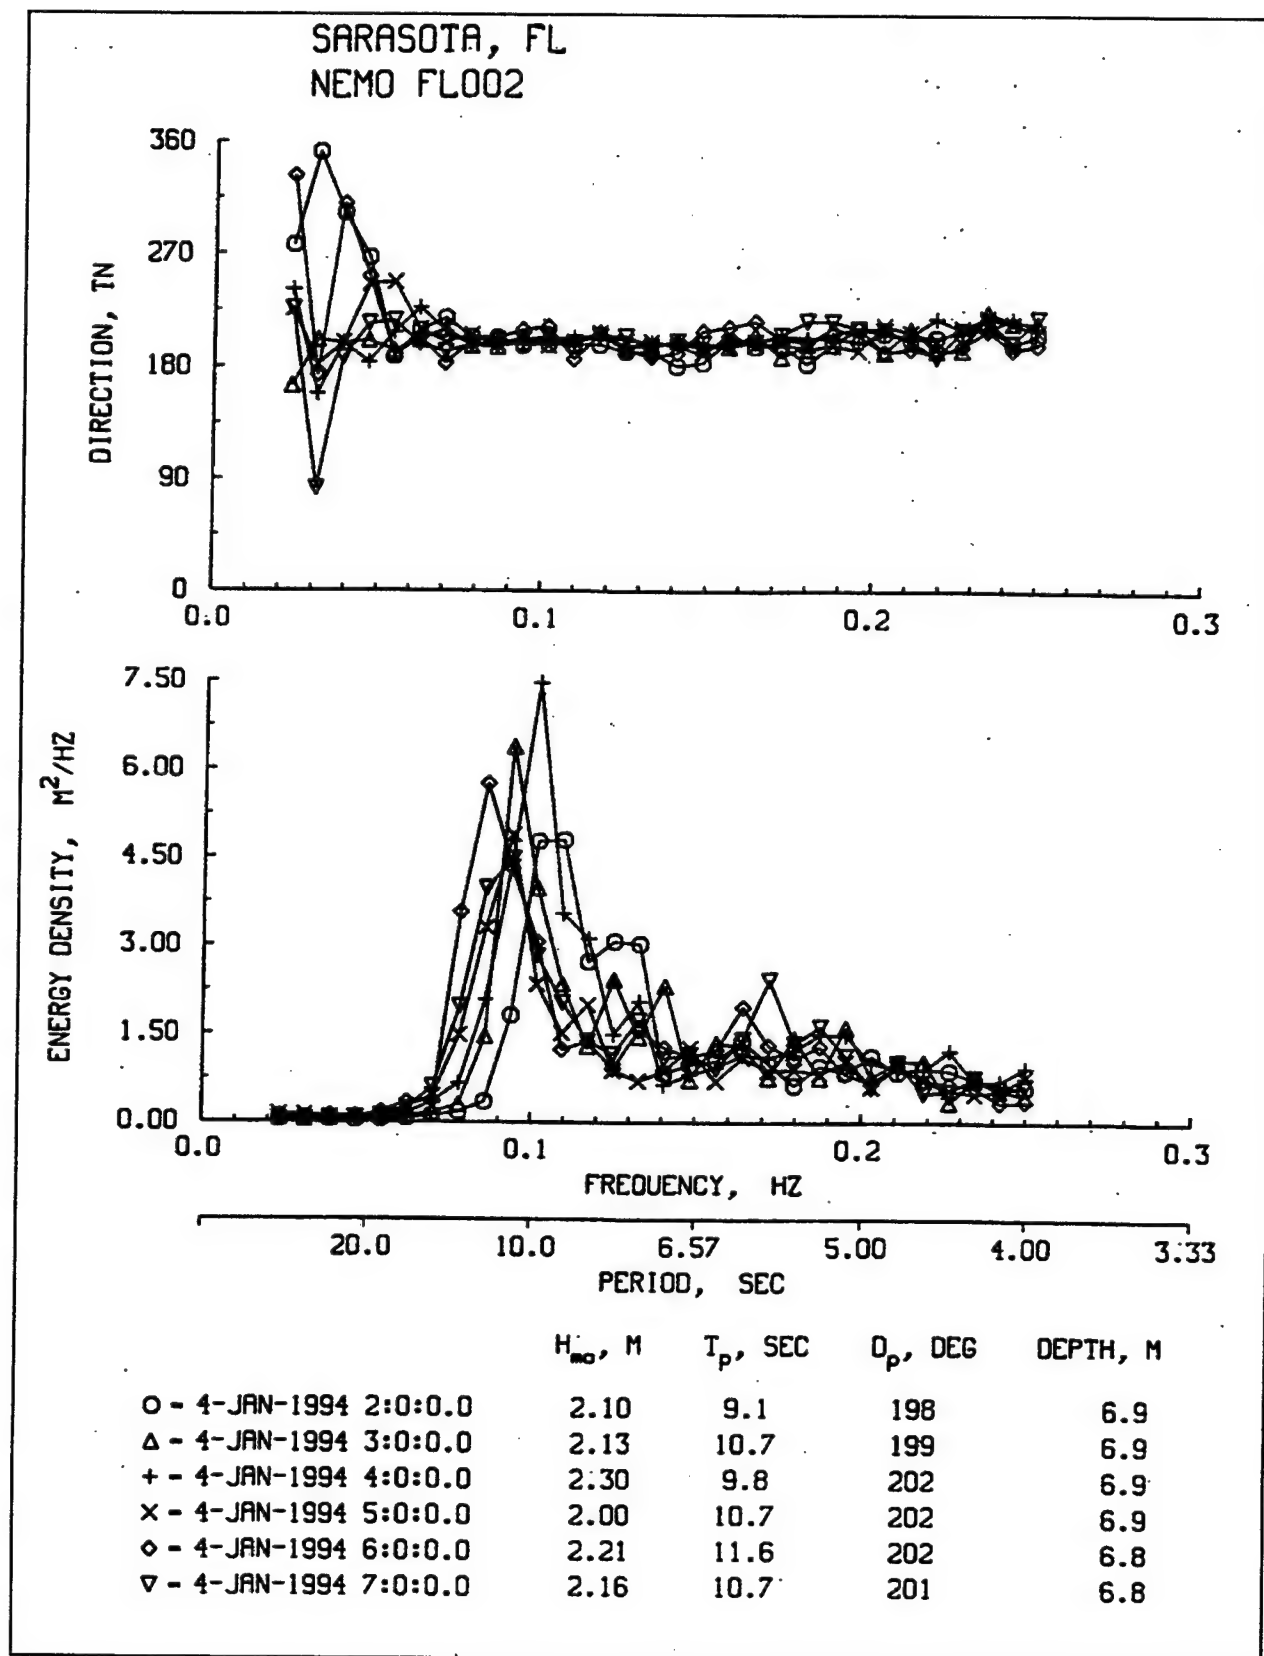 SARASOTA, FL
NEMO FL002
360
270
180
90
0
DIRECTION, TN
0.0 0.1 0.2 0.3
7.50
6.00
4.50
3.00
1.50
0.00
ENERGY DENSITY, M²/HZ
0.0 0.1 0.2 0.3
FREQUENCY, HZ
20.0 10.0 6.57 5.00 4.00 3.33
PERIOD, SEC
Hmo, M Tp, SEC Dp, DEG DEPTH, M
O - 4-JAN-1994 2:0:0.0 2.10 9.1 198 6.9
Δ - 4-JAN-1994 3:0:0.0 2.13 10.7 199 6.9
+ - 4-JAN-1994 4:0:0.0 2.30 9.8 202 6.9
× - 4-JAN-1994 5:0:0.0 2.00 10.7 202 6.9
◇ - 4-JAN-1994 6:0:0.0 2.21 11.6 202 6.8
∇ - 4-JAN-1994 7:0:0.0 2.16 10.7 201 6.8